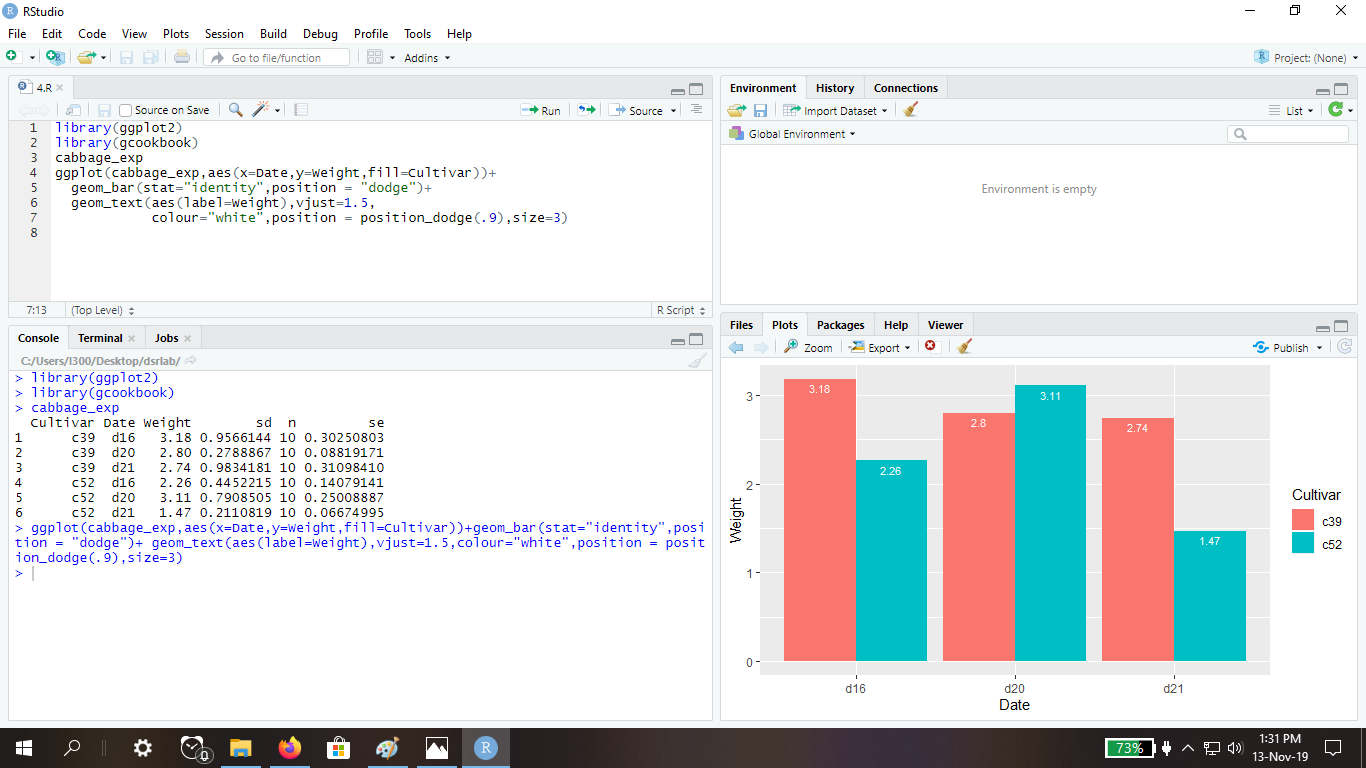 RStudio
File Edit Code View Plots Session Build Debug Profile Tools Help
Go to file/function Addins Project: (None)
4.R
Source on Save Run Source
1 library(ggplot2)
2 library(gcookbook)
3 cabbage_exp
4 ggplot(cabbage_exp,aes(x=Date,y=Weight,fill=Cultivar))+
5 geom_bar(stat="identity",position = "dodge")+
6 geom_text(aes(label=Weight),vjust=1.5,
7 colour="white",position = position_dodge(.9),size=3)
8
7:13 (Top Level) R Script
Console Terminal Jobs
C:/Users/I300/Desktop/dsrlab/
> library(ggplot2)
> library(gcookbook)
> cabbage_exp
Cultivar Date Weight sd n se
1 c39 d16 3.18 0.9566144 10 0.30250803
2 c39 d20 2.80 0.2788867 10 0.08819171
3 c39 d21 2.74 0.9834181 10 0.31098410
4 c52 d16 2.26 0.4452215 10 0.14079141
5 c52 d20 3.11 0.7908505 10 0.25008887
6 c52 d21 1.47 0.2110819 10 0.06674995
> ggplot(cabbage_exp,aes(x=Date,y=Weight,fill=Cultivar))+geom_bar(stat="identity",posi
tion = "dodge")+ geom_text(aes(label=Weight),vjust=1.5,colour="white",position = posit
ion_dodge(.9),size=3)
>
Environment History Connections
Import Dataset List
Global Environment
Environment is empty
Files Plots Packages Help Viewer
Zoom Export Publish
3.18
3.11
2.8
2.74
2.26
1.47
3
2
1
0
Weight
d16 d20 d21
Date
Cultivar
c39
c52
73%
1:31 PM
13-Nov-19